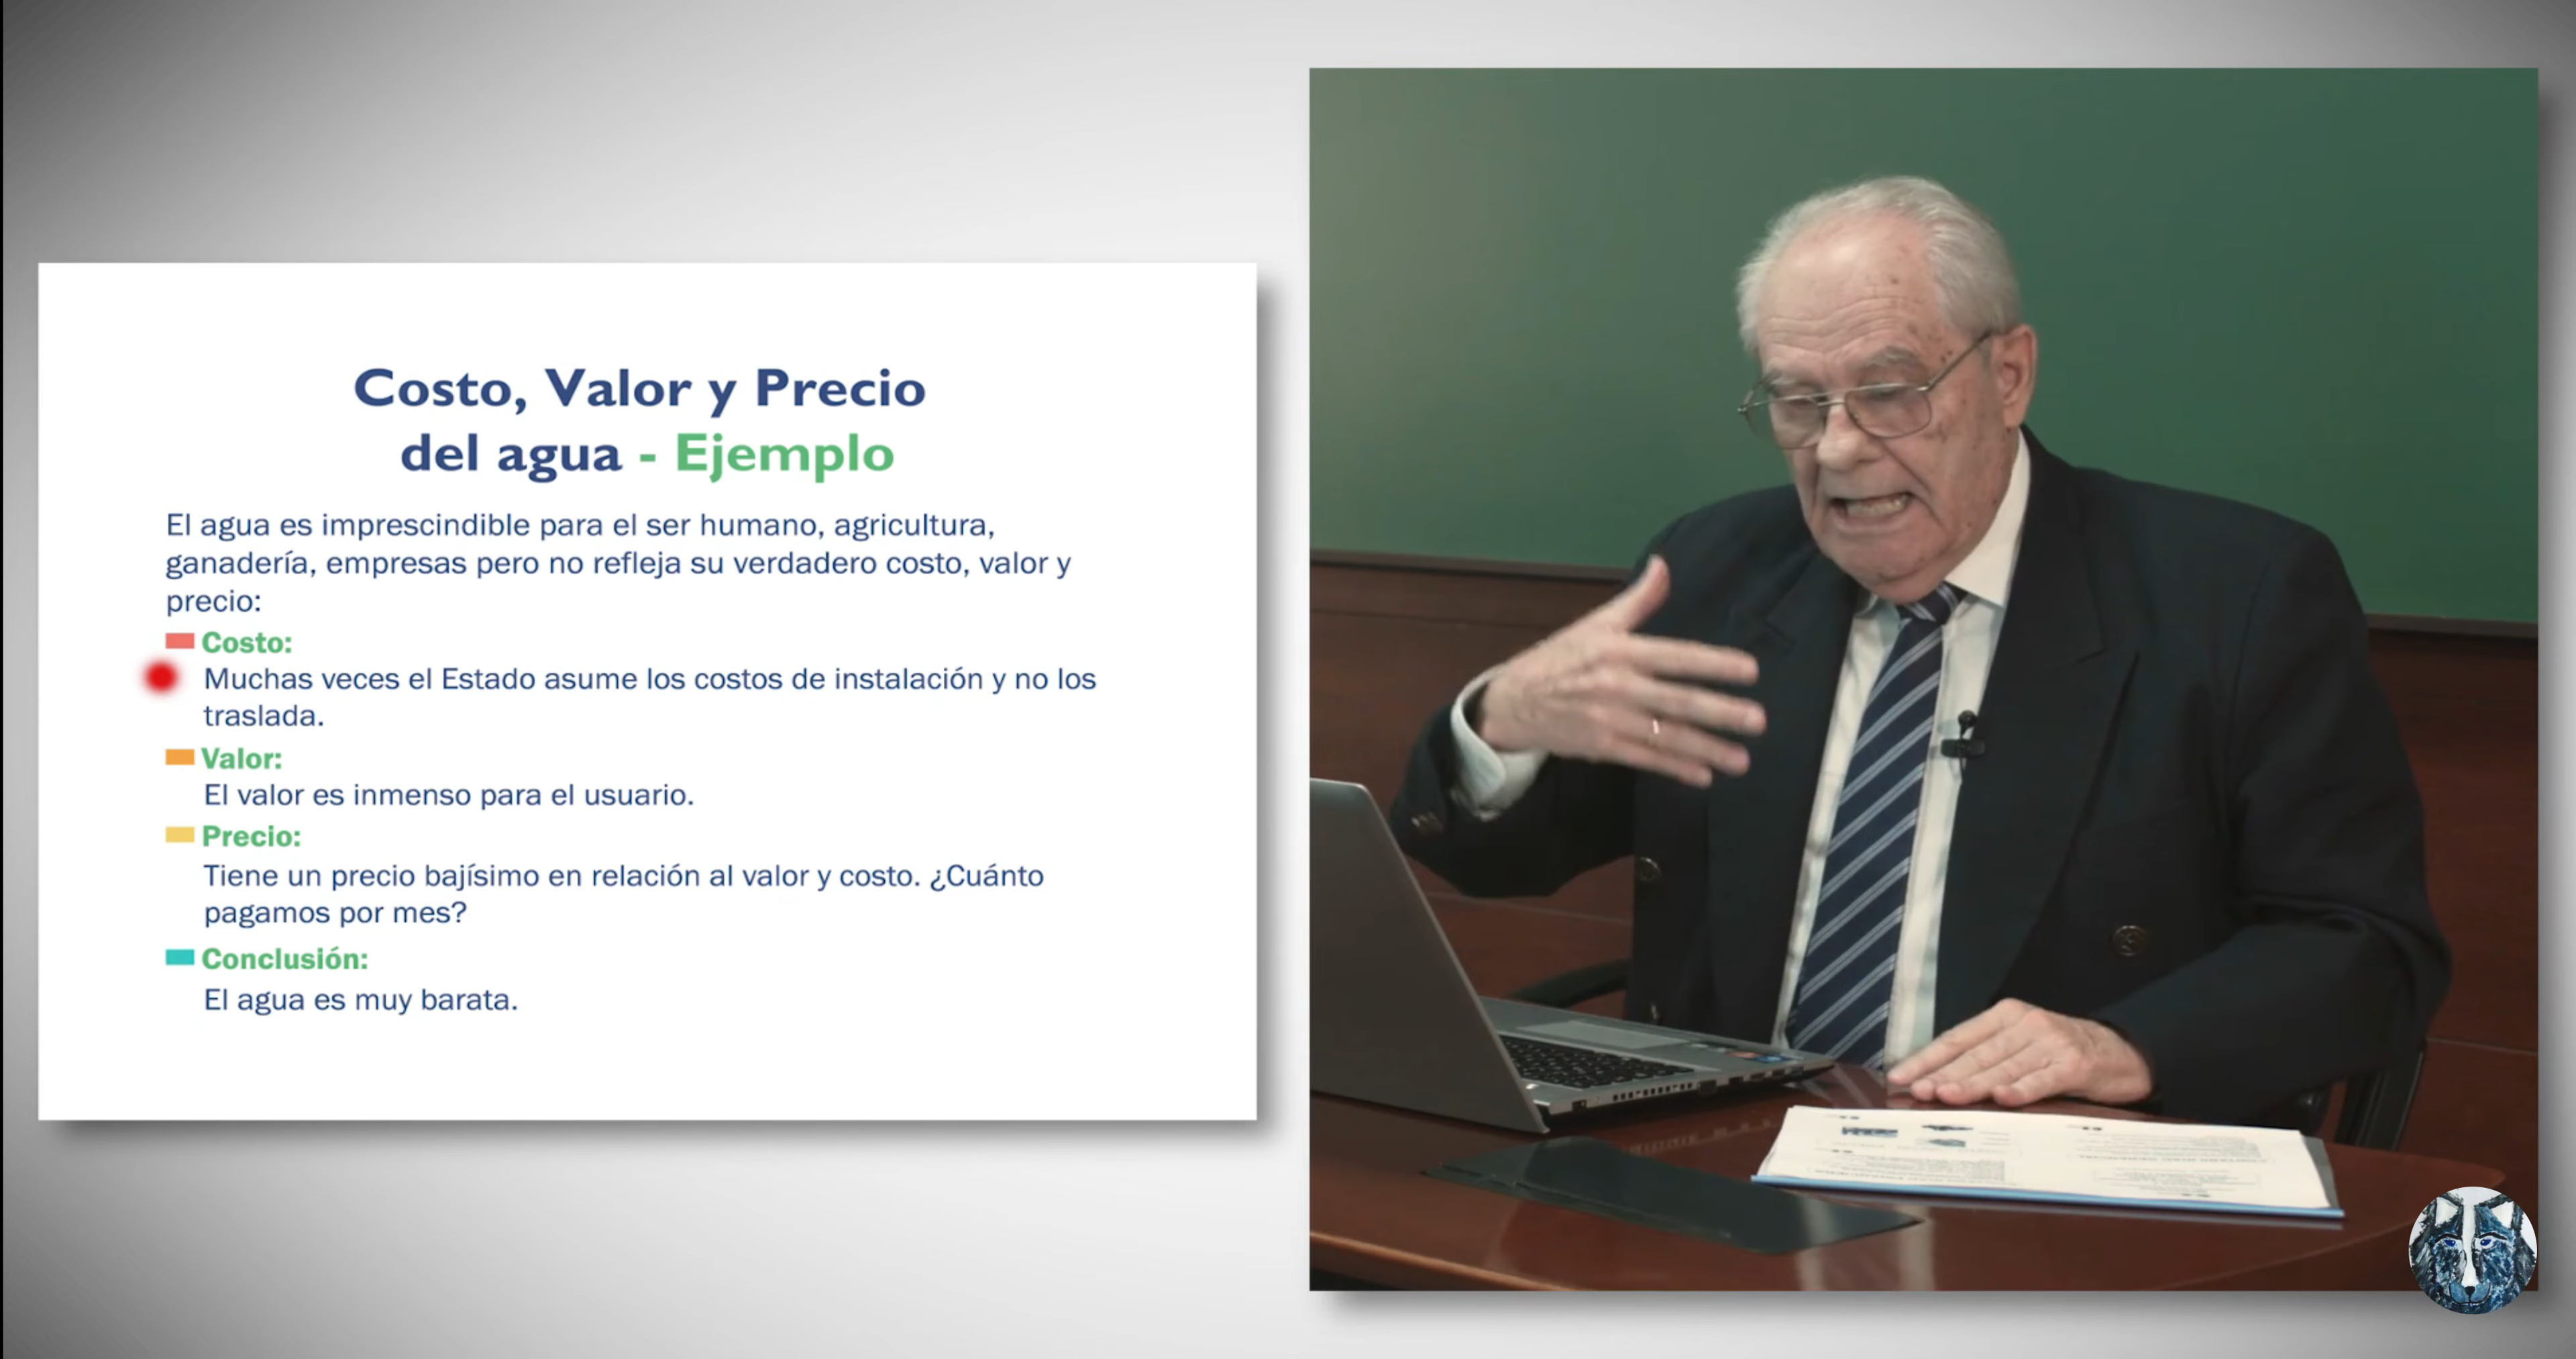 Costo, Valor y Precio
del agua - Ejemplo
El agua es imprescindible para el ser humano, agricultura,
ganadería, empresas pero no refleja su verdadero costo, valor y
precio:
Costo:
Muchas veces el Estado asume los costos de instalación y no los
traslada.
Valor:
El valor es inmenso para el usuario.
Precio:
Tiene un precio bajísimo en relación al valor y costo. ¿Cuánto
pagamos por mes?
Conclusión:
El agua es muy barata.